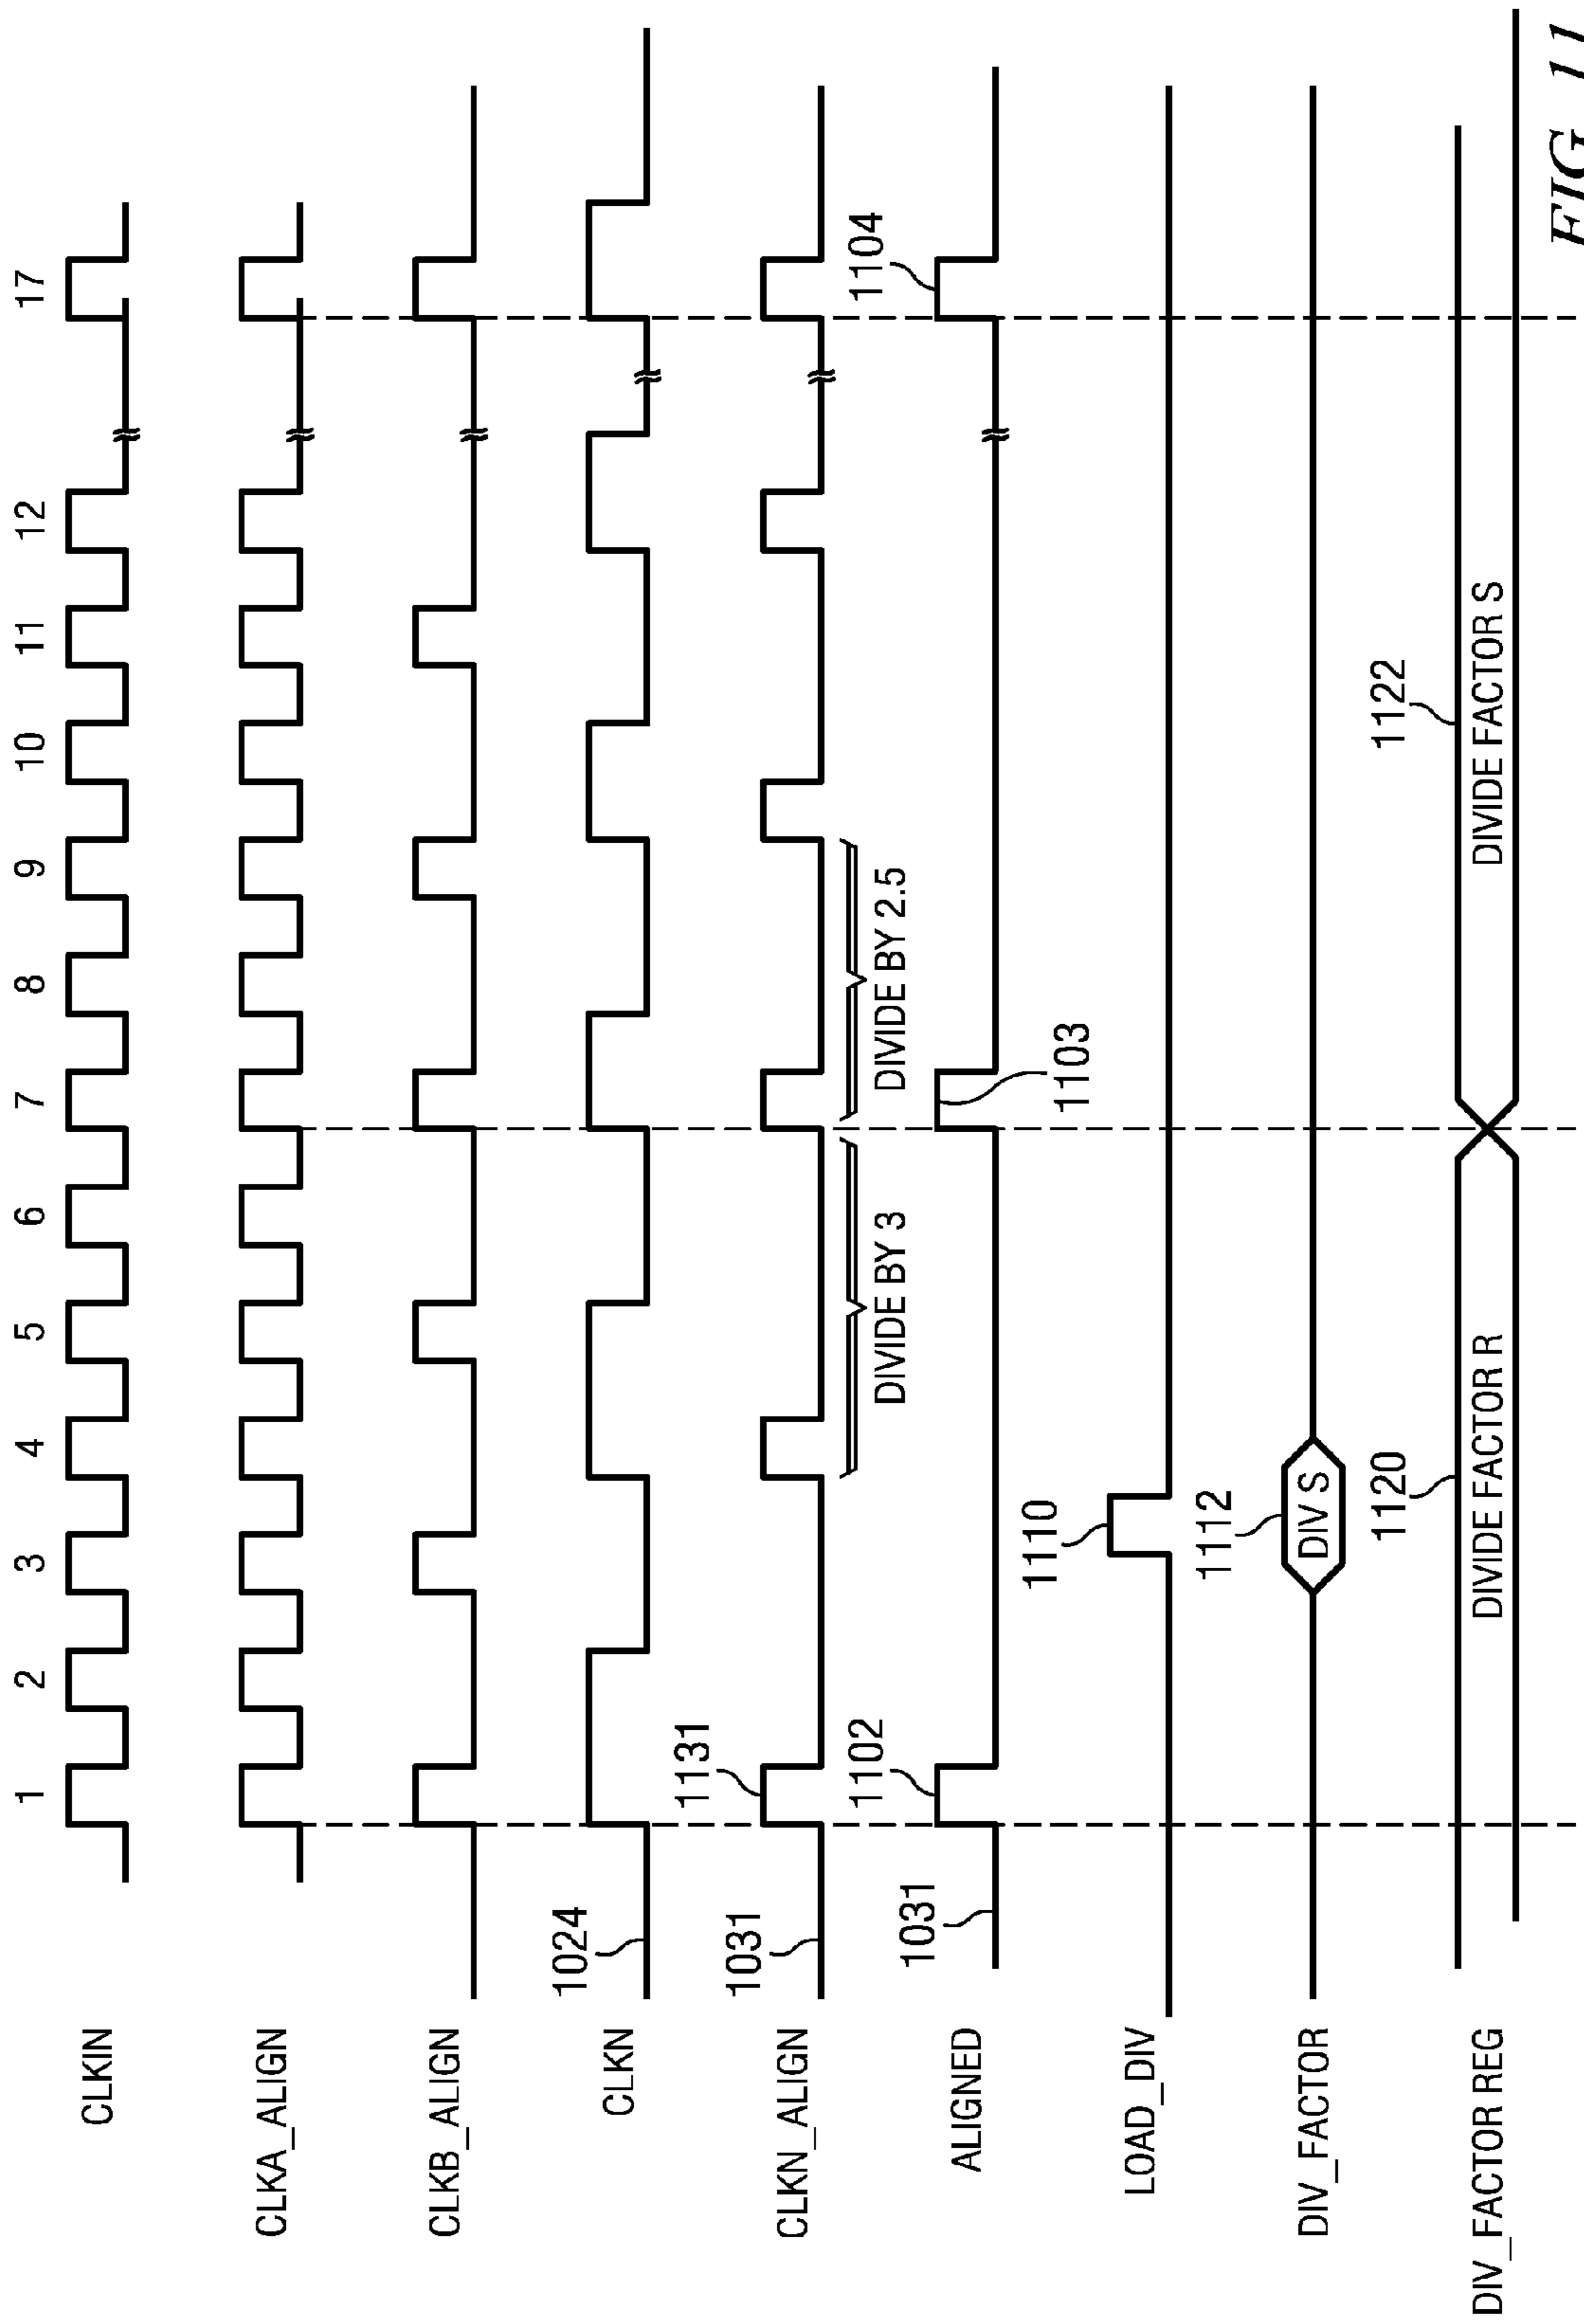 1 2 3 4 5 6 7 8 9 10 11 12 17
CLKIN
CLKA_ALIGN
CLKB_ALIGN
1024
CLKN
1131
1031
CLKN_ALIGN
DIVIDE BY 3
DIVIDE BY 2.5
1102
1104
1031
ALIGNED
1103
1110
LOAD_DIV
1112
DIV_FACTOR
DIV S
1120
1122
DIV_FACTOR REG
DIVIDE FACTOR R
DIVIDE FACTOR S
FIG. 11